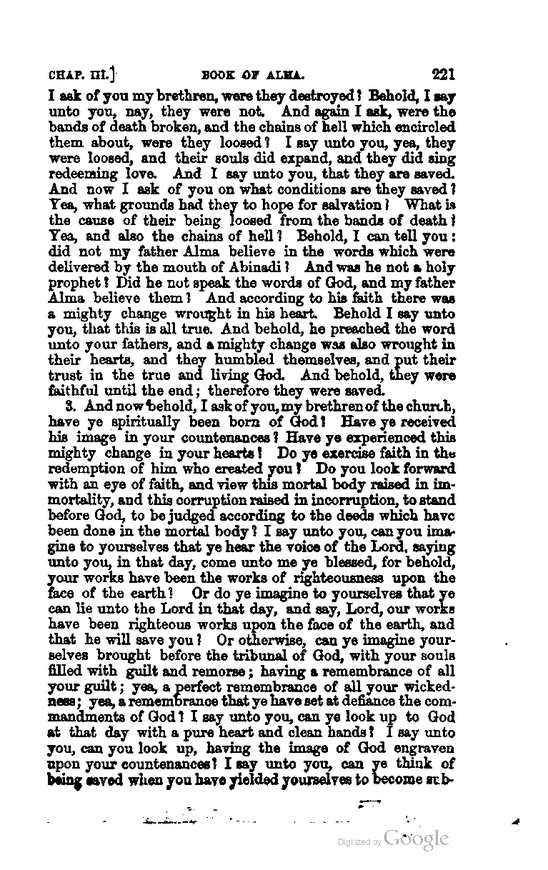 CHAP. III.] BOOK OF ALMA. 221
I ask of you my brethren, were they destroyed? Behold, I say
unto you, nay, they were not. And again I ask, were the
bands of death broken, and the chains of hell which encircled
them about, were they loosed? I say unto you, yea, they
were loosed, and their souls did expand, and they did sing
redeeming love. And I say unto you, that they are saved.
And now I ask of you on what conditions are they saved?
Yea, what grounds had they to hope for salvation? What is
the cause of their being loosed from the bands of death?
Yea, and also the chains of hell? Behold, I can tell you:
did not my father Alma believe in the words which were
delivered by the mouth of Abinadi? And was he not a holy
prophet? Did he not speak the words of God, and my father
Alma believe them? And according to his faith there was
a mighty change wrought in his heart. Behold I say unto
you, that this is all true. And behold, he preached the word
unto your fathers, and a mighty change was also wrought in
their hearts, and they humbled themselves, and put their
trust in the true and living God. And behold, they were
faithful until the end; therefore they were saved.
3. And now behold, I ask of you, my brethren of the church,
have ye spiritually been born of God? Have ye received
his image in your countenances? Have ye experienced this
mighty change in your hearts? Do ye exercise faith in the
redemption of him who created you? Do you look forward
with an eye of faith, and view this mortal body raised in im-
mortality, and this corruption raised in incorruption, to stand
before God, to be judged according to the deeds which have
been done in the mortal body? I say unto you, can you ima-
gine to yourselves that ye hear the voice of the Lord, saying
unto you, in that day, come unto me ye blessed, for behold,
your works have been the works of righteousness upon the
face of the earth? Or do ye imagine to yourselves that ye
can lie unto the Lord in that day, and say, Lord, our works
have been righteous works upon the face of the earth, and
that he will save you? Or otherwise, can ye imagine your-
selves brought before the tribunal of God, with your souls
filled with guilt and remorse; having a remembrance of all
your guilt; yea, a perfect remembrance of all your wicked-
ness; yea, a remembrance that ye have set at defiance the com-
mandments of God? I say unto you, can ye look up to God
at that day with a pure heart and clean hands? I say unto
you, can you look up, having the image of God engraven
upon your countenances? I say unto you, can ye think of
being saved when you have yielded yourselves to become sub-
Digitized by Google